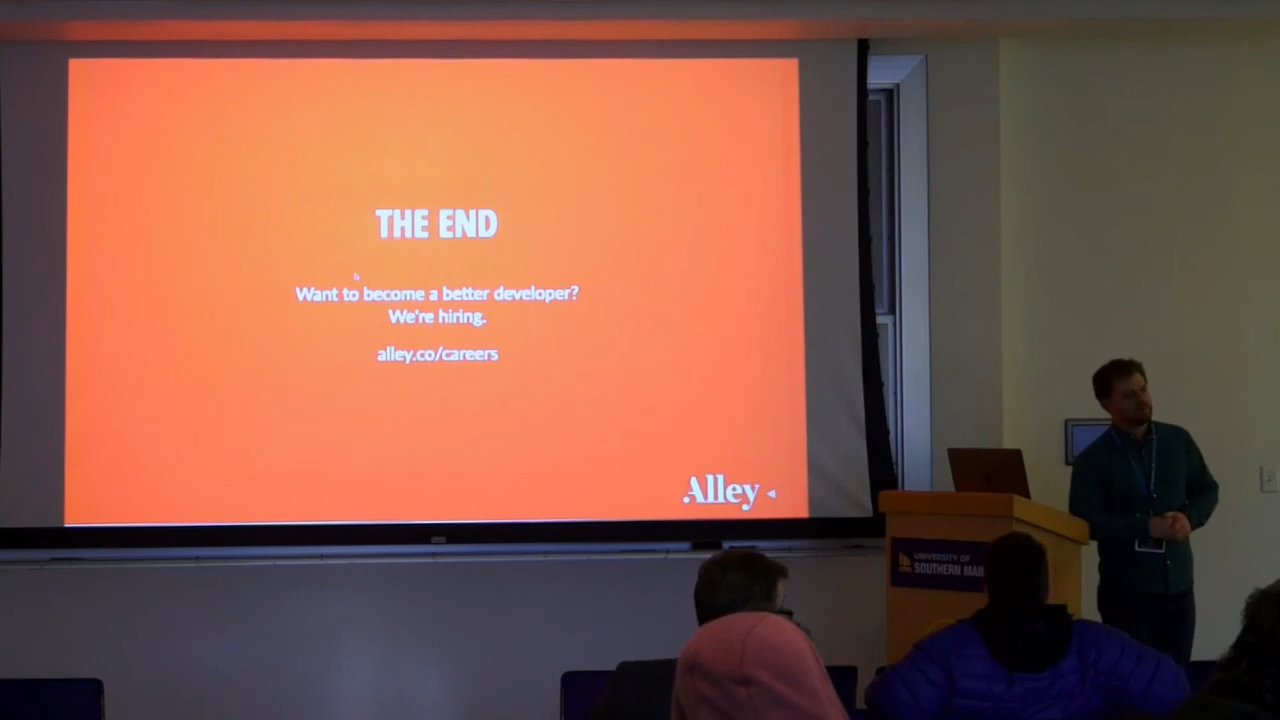 THE END
Want to become a better developer?
We're hiring.
alley.co/careers
Alley
UNIVERSITY OF
SOUTHERN MAI